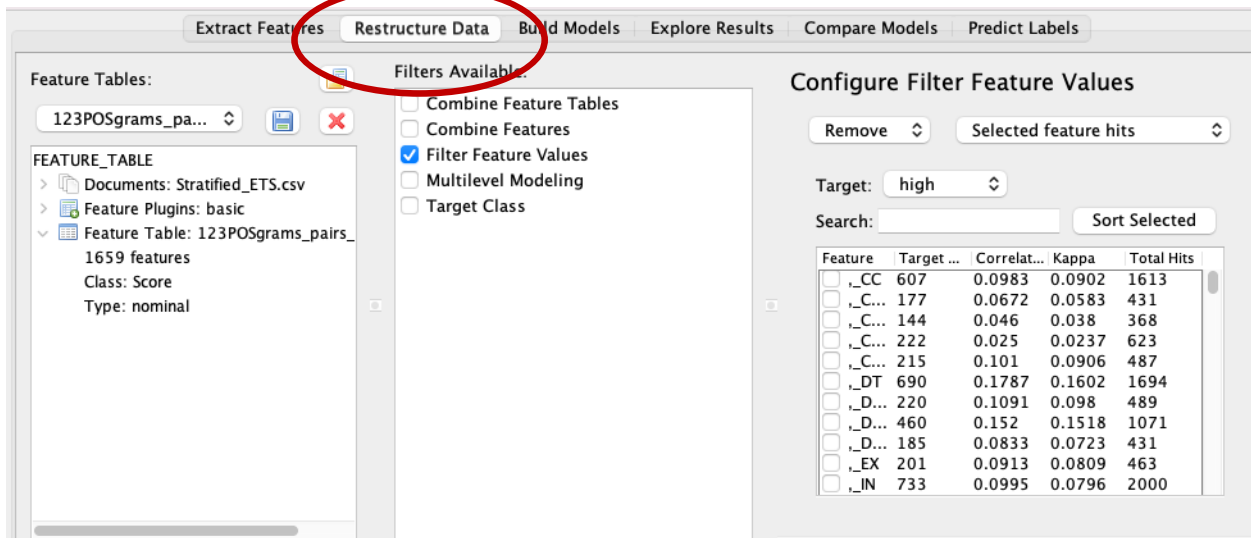 Extract Features Restructure Data Build Models Explore Results Compare Models Predict Labels
Feature Tables:
123POSgrams_pa...
FEATURE_TABLE
Documents: Stratified_ETS.csv
Feature Plugins: basic
Feature Table: 123POSgrams_pairs_
1659 features
Class: Score
Type: nominal
Filters Available:
Combine Feature Tables
Combine Features
Filter Feature Values
Multilevel Modeling
Target Class
Configure Filter Feature Values
Remove Selected feature hits
Target: high
Search: Sort Selected
Feature Target ... Correlat... Kappa Total Hits
,_CC 607 0.0983 0.0902 1613
,_C... 177 0.0672 0.0583 431
,_C... 144 0.046 0.038 368
,_C... 222 0.025 0.0237 623
,_C... 215 0.101 0.0906 487
,_DT 690 0.1787 0.1602 1694
,_D... 220 0.1091 0.098 489
,_D... 460 0.152 0.1518 1071
,_D... 185 0.0833 0.0723 431
,_EX 201 0.0913 0.0809 463
,_IN 733 0.0995 0.0796 2000